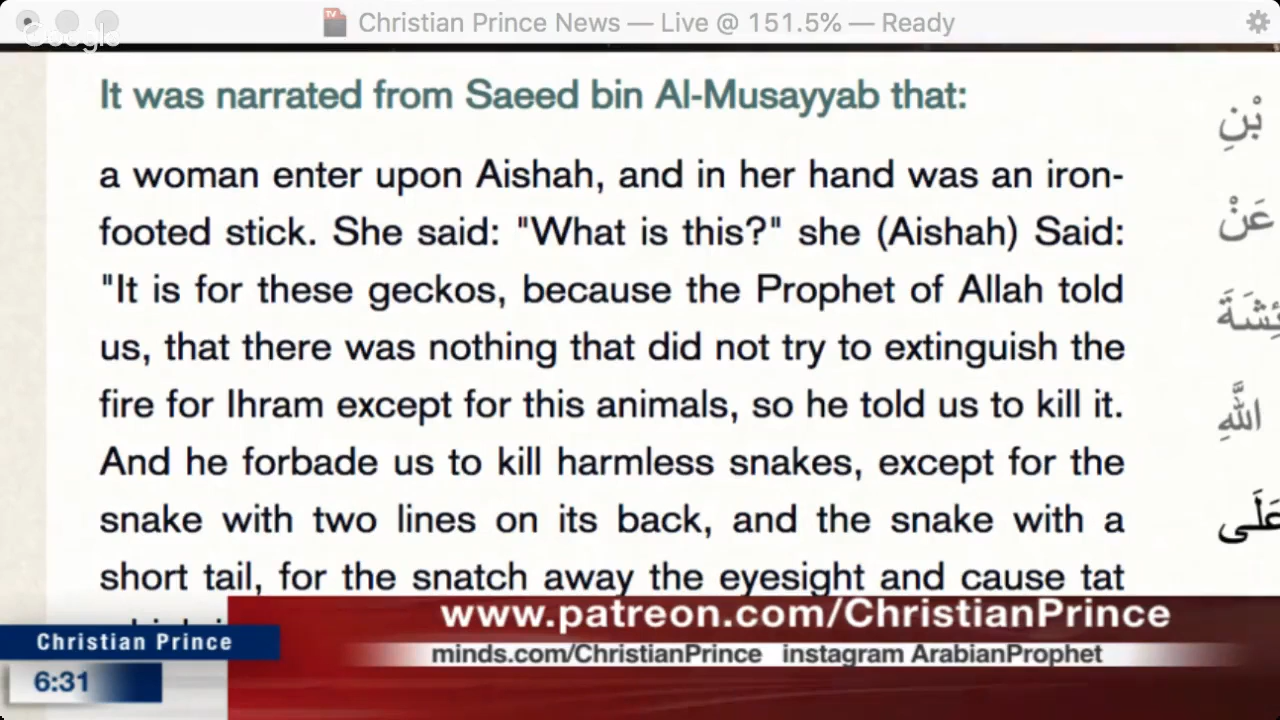 Christian Prince News — Live @ 151.5% — Ready
Google
It was narrated from Saeed bin Al-Musayyab that:
a woman enter upon Aishah, and in her hand was an iron-
footed stick. She said: "What is this?" she (Aishah) Said:
"It is for these geckos, because the Prophet of Allah told
us, that there was nothing that did not try to extinguish the
fire for Ihram except for this animals, so he told us to kill it.
And he forbade us to kill harmless snakes, except for the
snake with two lines on its back, and the snake with a
short tail, for the snatch away the eyesight and cause tat
بْنِ
عَنْ
اللَّهِ
عَلَى
www.patreon.com/ChristianPrince
Christian Prince
minds.com/ChristianPrince instagram ArabianProphet
6:31